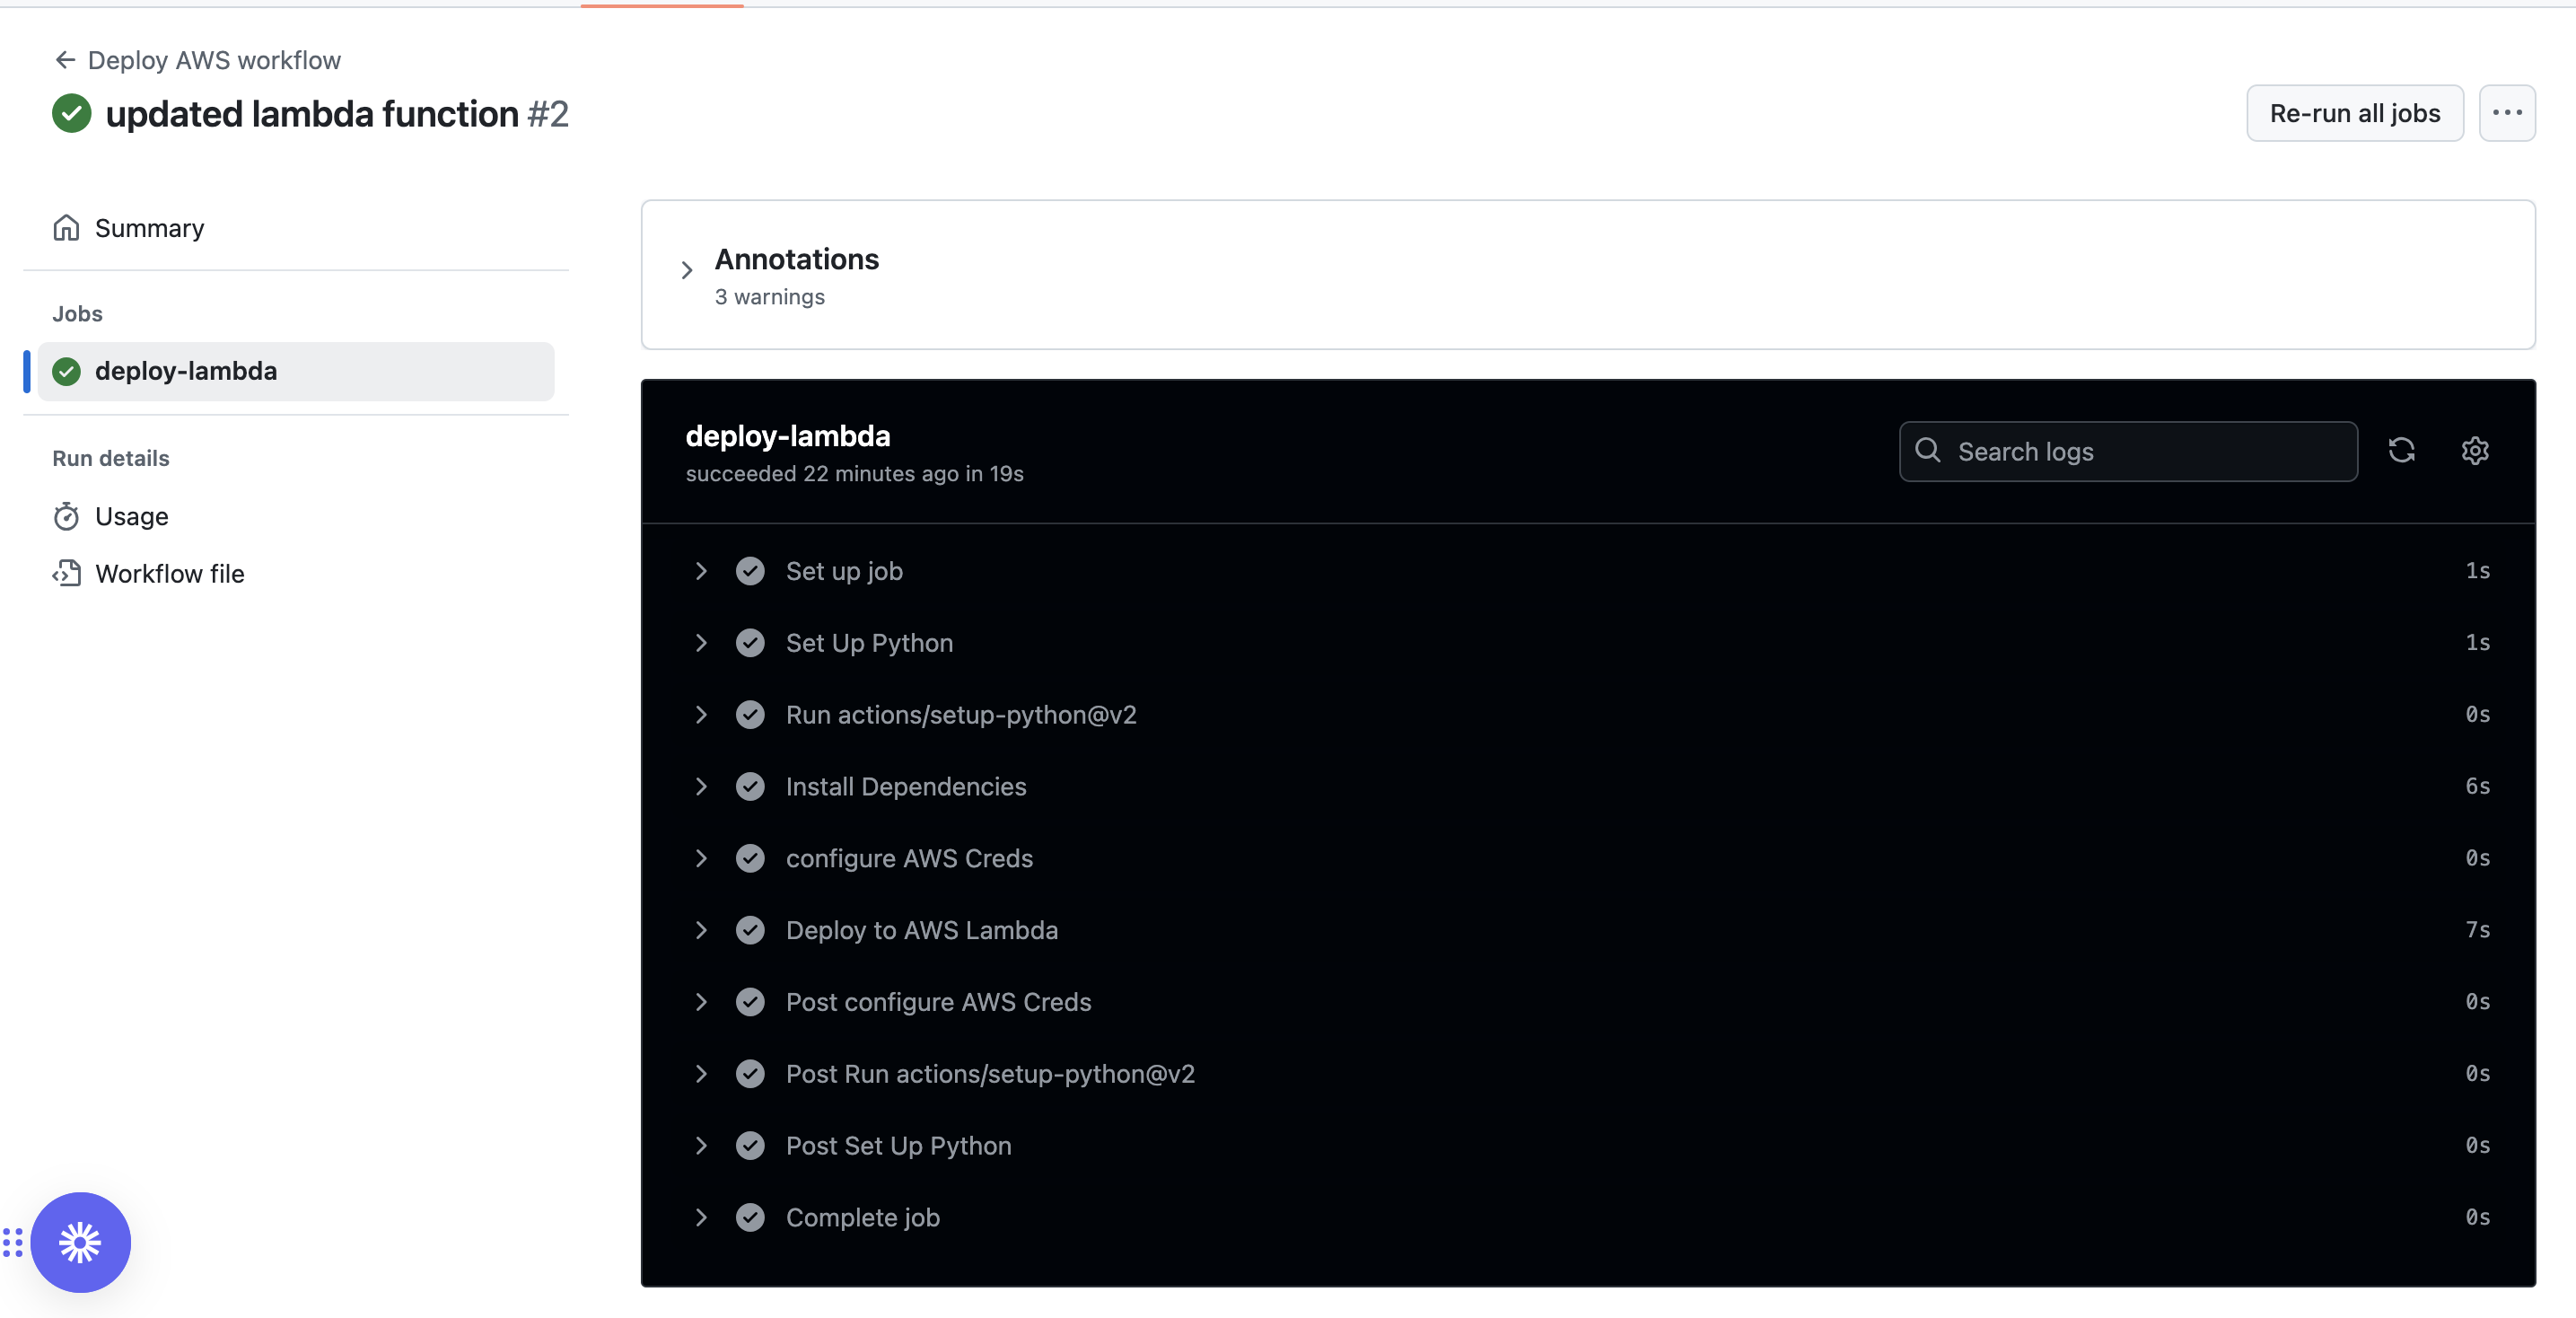 Deploy AWS workflow
updated lambda function #2
Re-run all jobs
Summary
Jobs
deploy-lambda
Run details
Usage
Workflow file
Annotations
3 warnings
deploy-lambda
succeeded 22 minutes ago in 19s
Search logs
Set up job 1s
Set Up Python 1s
Run actions/setup-python@v2 0s
Install Dependencies 6s
configure AWS Creds 0s
Deploy to AWS Lambda 7s
Post configure AWS Creds 0s
Post Run actions/setup-python@v2 0s
Post Set Up Python 0s
Complete job 0s